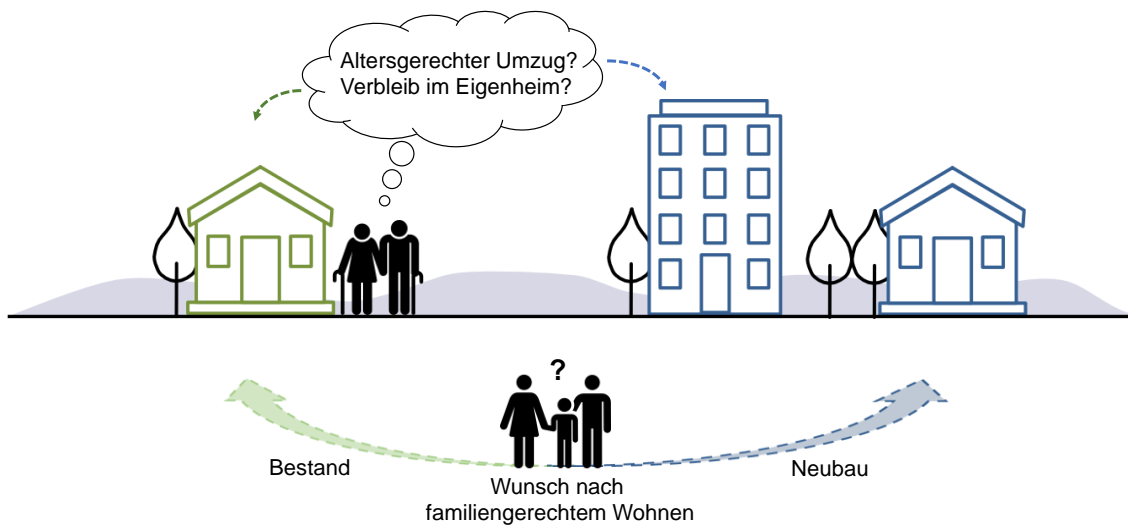 Altersgerechter Umzug?
Verbleib im Eigenheim?
?
Bestand
Neubau
Wunsch nach
familiengerechtem Wohnen